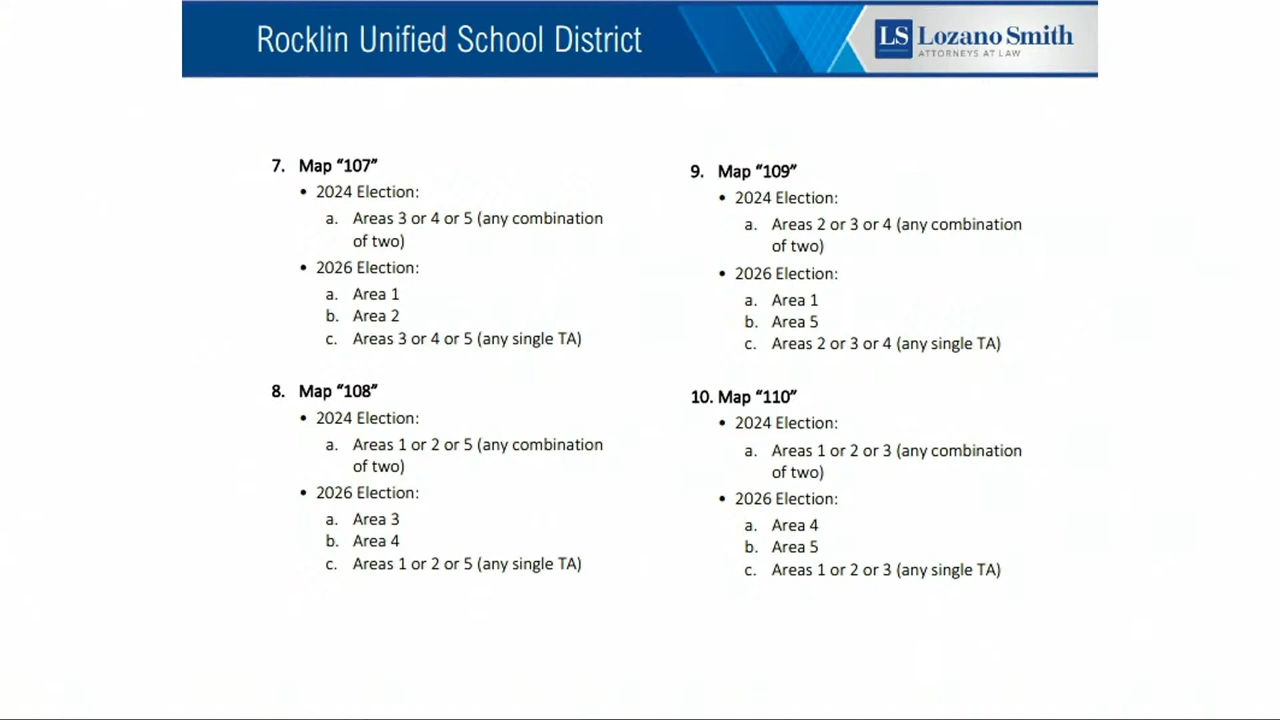 Rocklin Unified School District
LS Lozano Smith
ATTORNEYS AT LAW
7. Map “107”
• 2024 Election:
a. Areas 3 or 4 or 5 (any combination
of two)
• 2026 Election:
a. Area 1
b. Area 2
c. Areas 3 or 4 or 5 (any single TA)
8. Map “108”
• 2024 Election:
a. Areas 1 or 2 or 5 (any combination
of two)
• 2026 Election:
a. Area 3
b. Area 4
c. Areas 1 or 2 or 5 (any single TA)
9. Map “109”
• 2024 Election:
a. Areas 2 or 3 or 4 (any combination
of two)
• 2026 Election:
a. Area 1
b. Area 5
c. Areas 2 or 3 or 4 (any single TA)
10. Map “110”
• 2024 Election:
a. Areas 1 or 2 or 3 (any combination
of two)
• 2026 Election:
a. Area 4
b. Area 5
c. Areas 1 or 2 or 3 (any single TA)